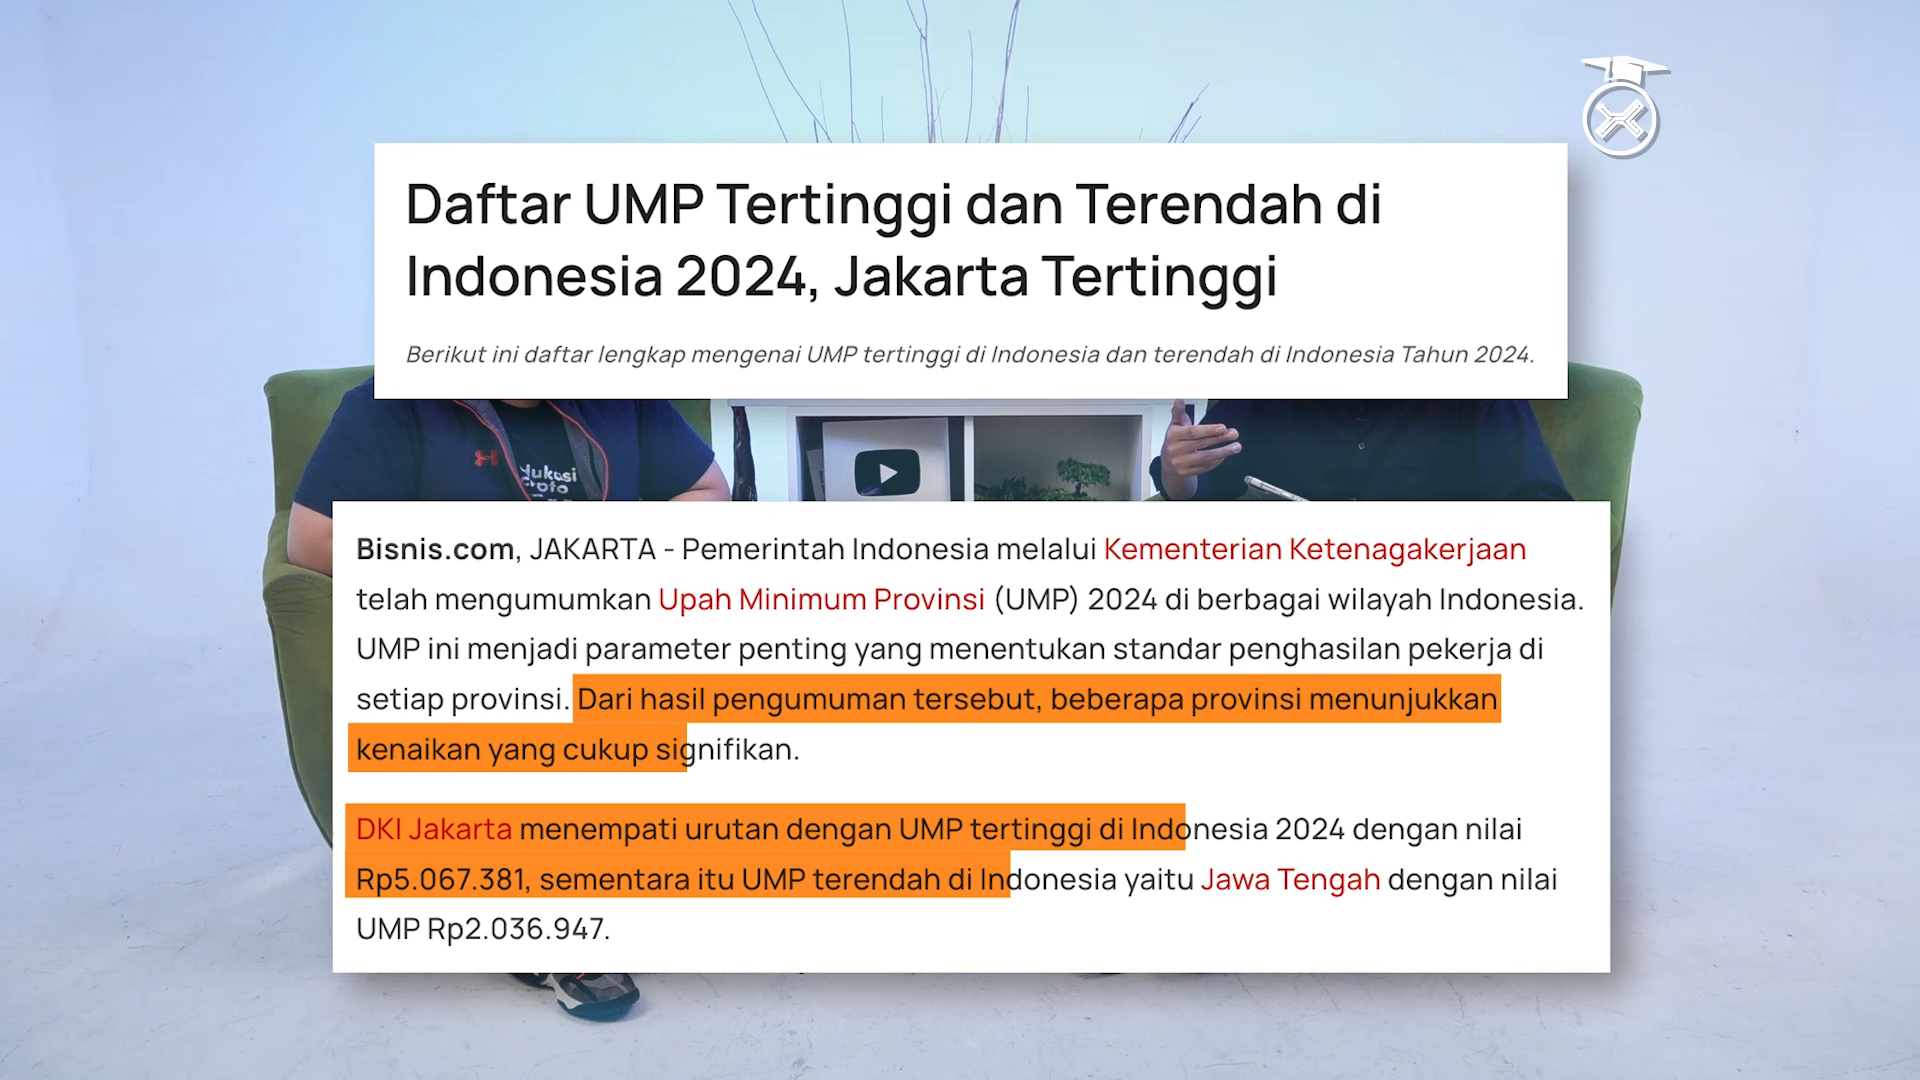 Daftar UMP Tertinggi dan Terendah di
Indonesia 2024, Jakarta Tertinggi
Berikut ini daftar lengkap mengenai UMP tertinggi di Indonesia dan terendah di Indonesia Tahun 2024.
Bisnis.com, JAKARTA - Pemerintah Indonesia melalui Kementerian Ketenagakerjaan
telah mengumumkan Upah Minimum Provinsi (UMP) 2024 di berbagai wilayah Indonesia.
UMP ini menjadi parameter penting yang menentukan standar penghasilan pekerja di
setiap provinsi. Dari hasil pengumuman tersebut, beberapa provinsi menunjukkan
kenaikan yang cukup signifikan.
DKI Jakarta menempati urutan dengan UMP tertinggi di Indonesia 2024 dengan nilai
Rp5.067.381, sementara itu UMP terendah di Indonesia yaitu Jawa Tengah dengan nilai
UMP Rp2.036.947.